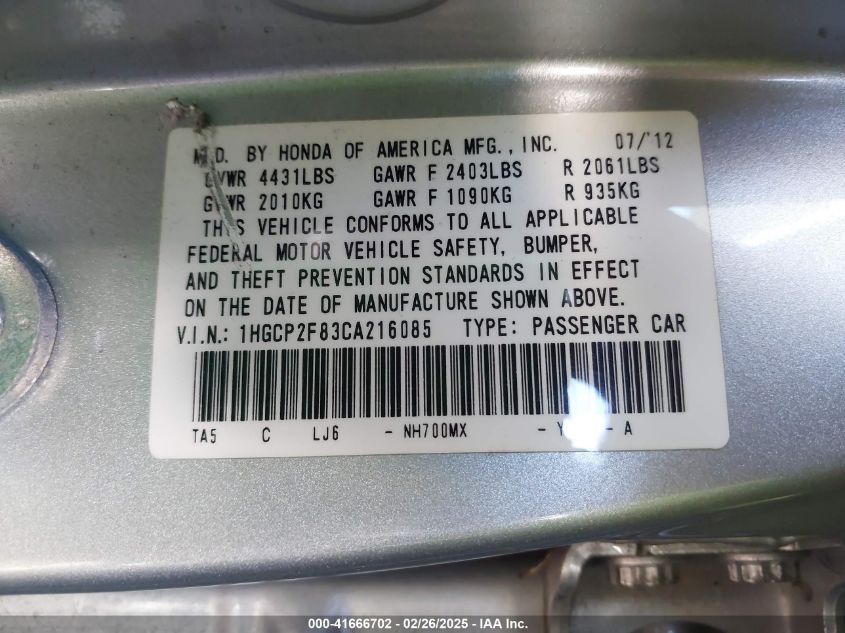 MFD. BY HONDA OF AMERICA MFG., INC. 07/'12
GVWR 4431LBS GAWR F 2403LBS R 2061LBS
GVWR 2010KG GAWR F 1090KG R 935KG
THIS VEHICLE CONFORMS TO ALL APPLICABLE
FEDERAL MOTOR VEHICLE SAFETY, BUMPER,
AND THEFT PREVENTION STANDARDS IN EFFECT
ON THE DATE OF MANUFACTURE SHOWN ABOVE.
V.I.N.: 1HGCP2F83CA216085 TYPE: PASSENGER CAR
TA5 C LJ6 - NH700MX - A
000-41666702 — 02/26/2025 — IAA Inc.